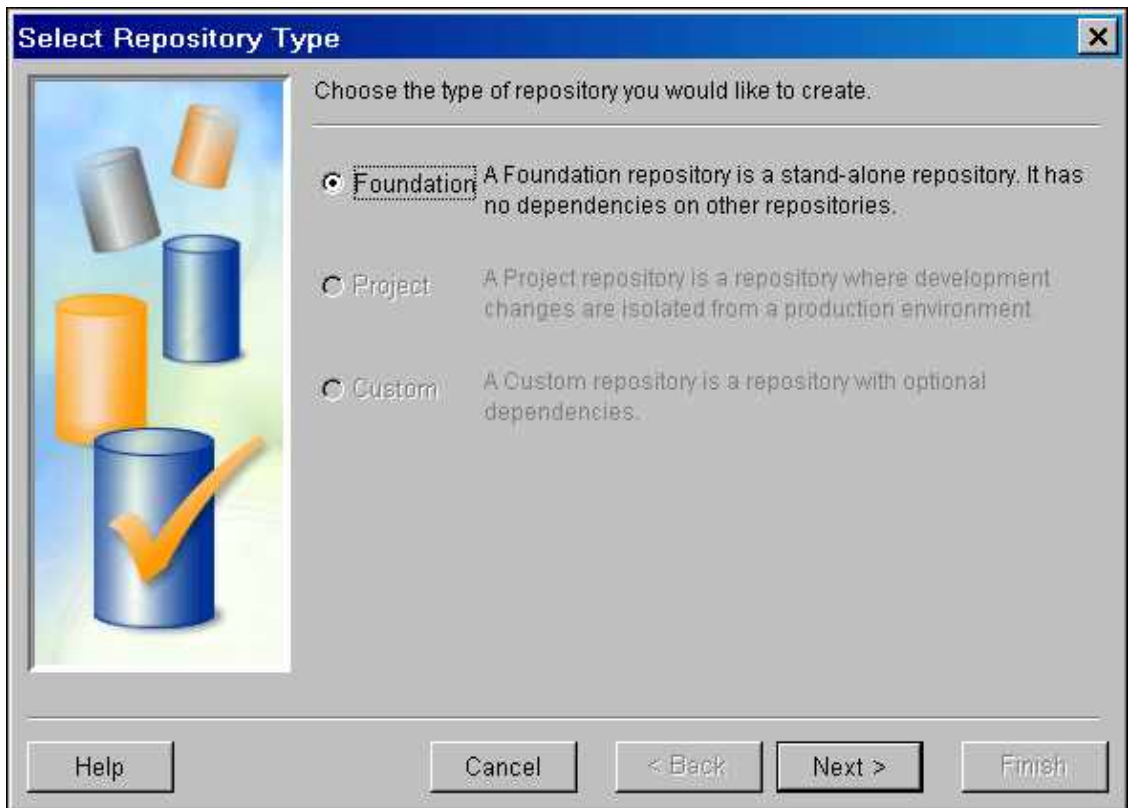 Select Repository Type
Choose the type of repository you would like to create.
Foundation
A Foundation repository is a stand-alone repository. It has
no dependencies on other repositories.
Project
A Project repository is a repository where development
changes are isolated from a production environment.
Custom
A Custom repository is a repository with optional
dependencies.
Help
Cancel
< Back
Next >
Finish